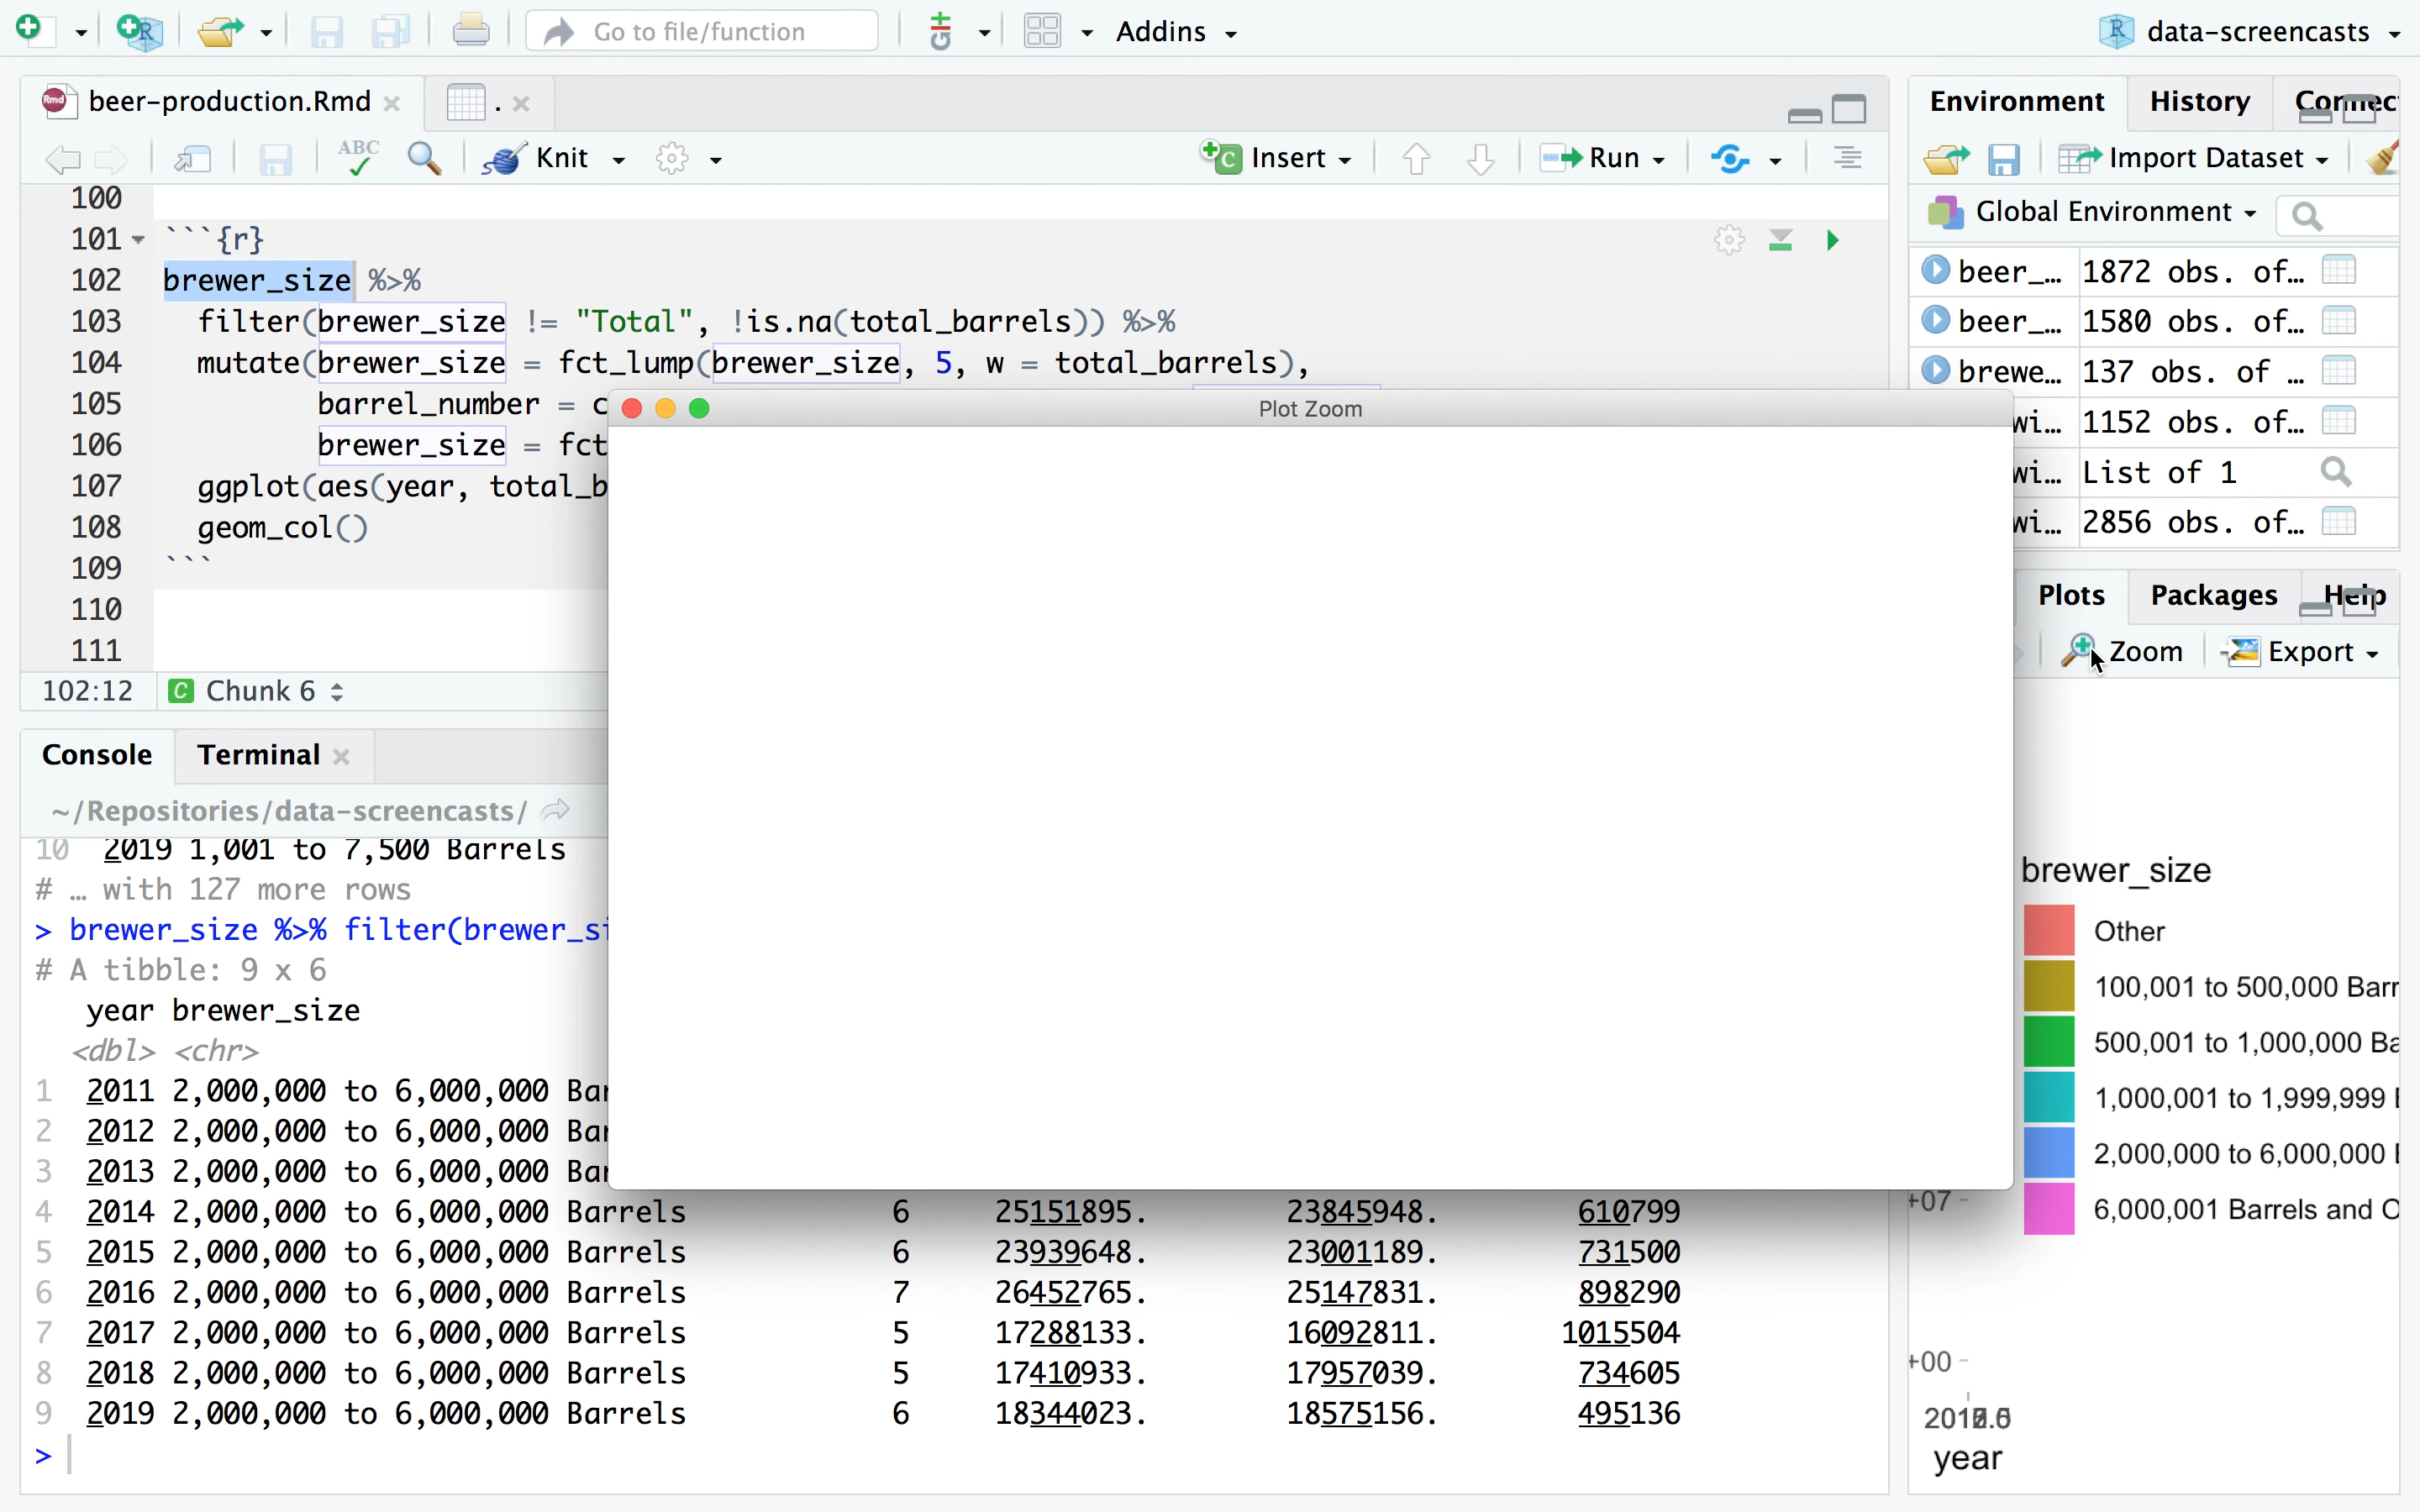 Go to file/function
Addins
data-screencasts
beer-production.Rmd
.
ABC
Knit
Insert
Run
100
101 ```{r}
102 brewer_size %>%
103 filter(brewer_size != "Total", !is.na(total_barrels)) %>%
104 mutate(brewer_size = fct_lump(brewer_size, 5, w = total_barrels),
105 barrel_number = c
106 brewer_size = fct
107 ggplot(aes(year, total_b
108 geom_col()
109 ```
110
111
102:12 Chunk 6
Plot Zoom
Console Terminal
~/Repositories/data-screencasts/
10 2019 1,001 to 7,500 Barrels
# … with 127 more rows
> brewer_size %>% filter(brewer_si
# A tibble: 9 x 6
year brewer_size
<dbl> <chr>
1 2011 2,000,000 to 6,000,000 Bar
2 2012 2,000,000 to 6,000,000 Bar
3 2013 2,000,000 to 6,000,000 Bar
4 2014 2,000,000 to 6,000,000 Barrels 6 25151895. 23845948. 610799
5 2015 2,000,000 to 6,000,000 Barrels 6 23939648. 23001189. 731500
6 2016 2,000,000 to 6,000,000 Barrels 7 26452765. 25147831. 898290
7 2017 2,000,000 to 6,000,000 Barrels 5 17288133. 16092811. 1015504
8 2018 2,000,000 to 6,000,000 Barrels 5 17410933. 17957039. 734605
9 2019 2,000,000 to 6,000,000 Barrels 6 18344023. 18575156. 495136
>
Environment History Connec
Import Dataset
Global Environment
beer_… 1872 obs. of…
beer_… 1580 obs. of…
brewe… 137 obs. of …
wi… 1152 obs. of…
wi… List of 1
wi… 2856 obs. of…
Plots Packages Help
Zoom Export
brewer_size
Other
100,001 to 500,000 Barr
500,001 to 1,000,000 Ba
1,000,001 to 1,999,999
2,000,000 to 6,000,000
6,000,001 Barrels and O
+07
+00
year